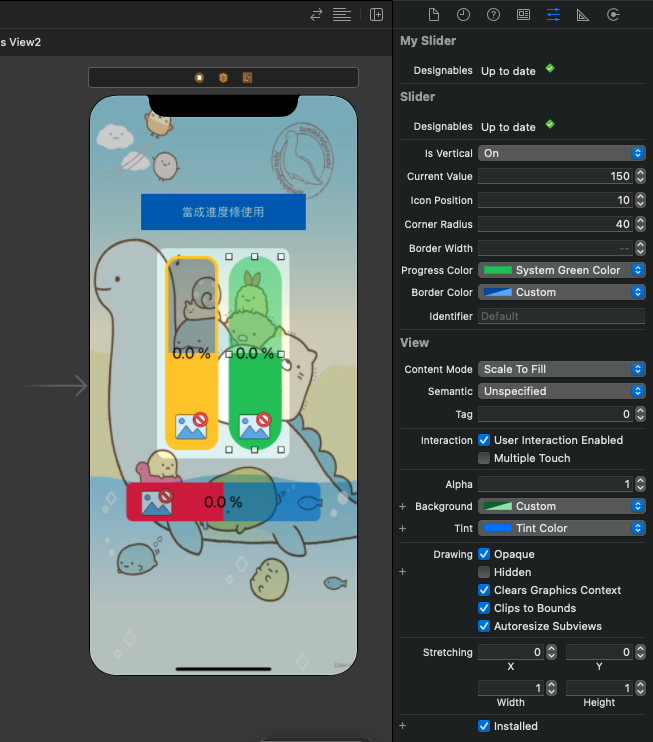 s View2
My Slider
Designables Up to date
Slider
Designables Up to date
Is Vertical On
Current Value 150
Icon Position 10
Corner Radius 40
Border Width --
Progress Color System Green Color
Border Color Custom
Identifier Default
View
Content Mode Scale To Fill
Semantic Unspecified
Tag 0
Interaction User Interaction Enabled
Multiple Touch
Alpha 1
+ Background Custom
+ Tint Tint Color
Drawing Opaque
+ Hidden
Clears Graphics Context
Clips to Bounds
Autoresize Subviews
Stretching 0 0
X Y
1 1
Width Height
+ Installed
當成進度條使用
0.0 % 0.0 %
0.0 %